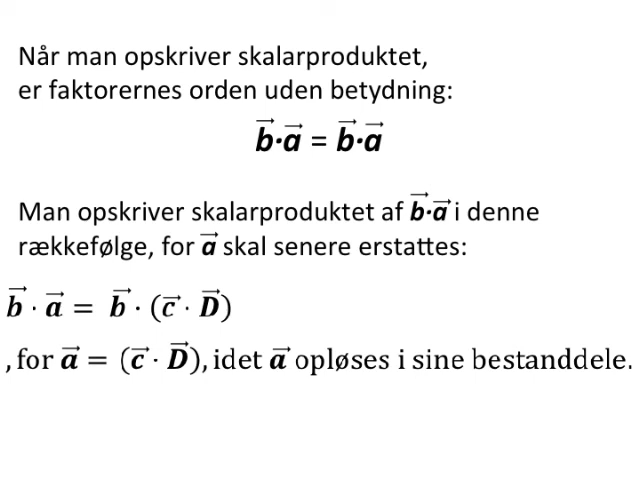 Når man opskriver skalarproduktet,
er faktorernes orden uden betydning:
b⃗·a⃗ = b⃗·a⃗
Man opskriver skalarproduktet af b⃗·a⃗ i denne
rækkefølge, for a⃗ skal senere erstattes:
b⃗ · a⃗ = b⃗ · (c⃗ · D⃗)
, for a⃗ = (c⃗ · D⃗), idet a⃗ opløses i sine bestanddele.